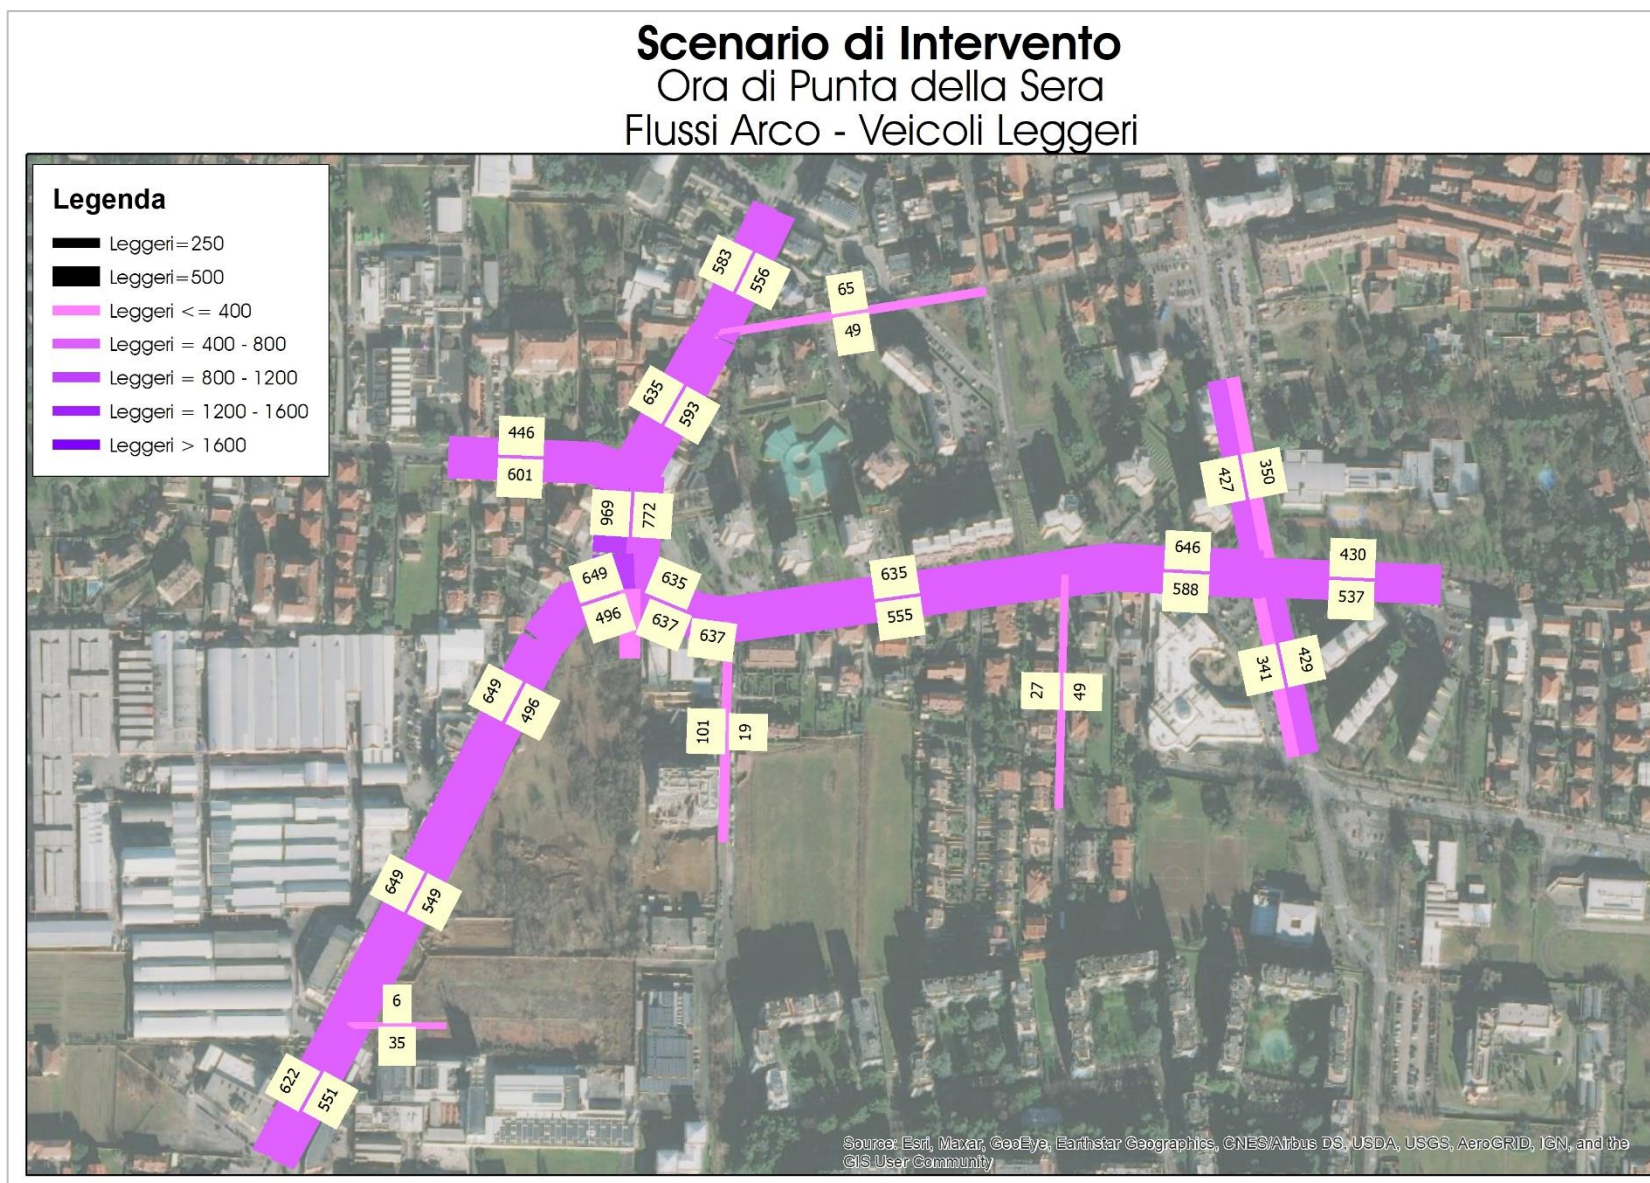 Scenario di Intervento
Ora di Punta della Sera
Flussi Arco - Veicoli Leggeri
Legenda
Leggeri=250
Leggeri=500
Leggeri <= 400
Leggeri = 400 - 800
Leggeri = 800 - 1200
Leggeri = 1200 - 1600
Leggeri > 1600
583
556
65
49
635
593
446
601
969
772
427
350
649
496
635
637
637
635
555
646
588
430
537
341
429
649
496
101
19
27
49
649
549
6
35
622
551
Source: Esri, Maxar, GeoEye, Earthstar Geographics, CNES/Airbus DS, USDA, USGS, AeroGRID, IGN, and the
GIS User Community